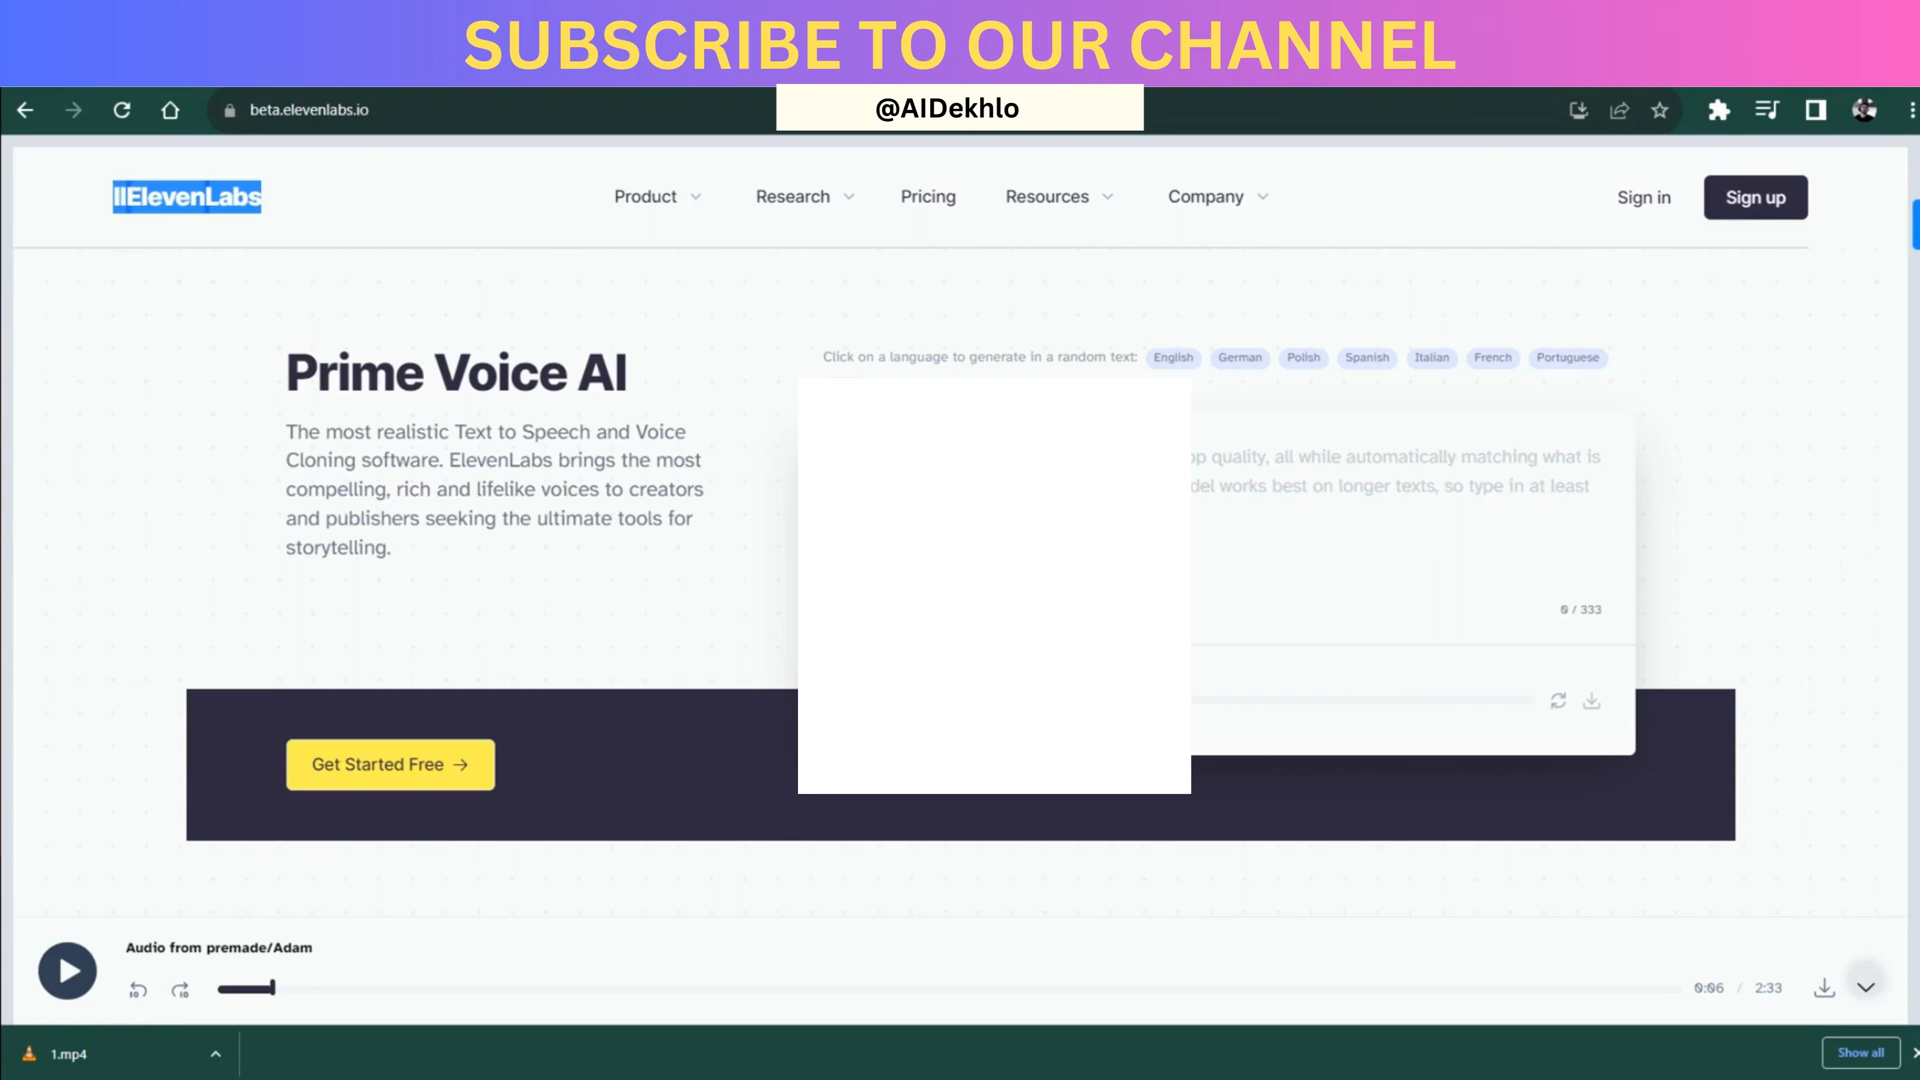 SUBSCRIBE TO OUR CHANNEL
@AIDekhlo
beta.elevenlabs.io
IIElevenLabs
Product
Research
Pricing
Resources
Company
Sign in
Sign up
Prime Voice AI
The most realistic Text to Speech and Voice
Cloning software. ElevenLabs brings the most
compelling, rich and lifelike voices to creators
and publishers seeking the ultimate tools for
storytelling.
Click on a language to generate in a random text: English German Polish Spanish Italian French Portuguese
quality, all while automatically matching what is
works best on longer texts, so type in at least
0 / 333
Get Started Free →
Audio from premade/Adam
10 10
0:06 / 2:33
1.mp4
Show all